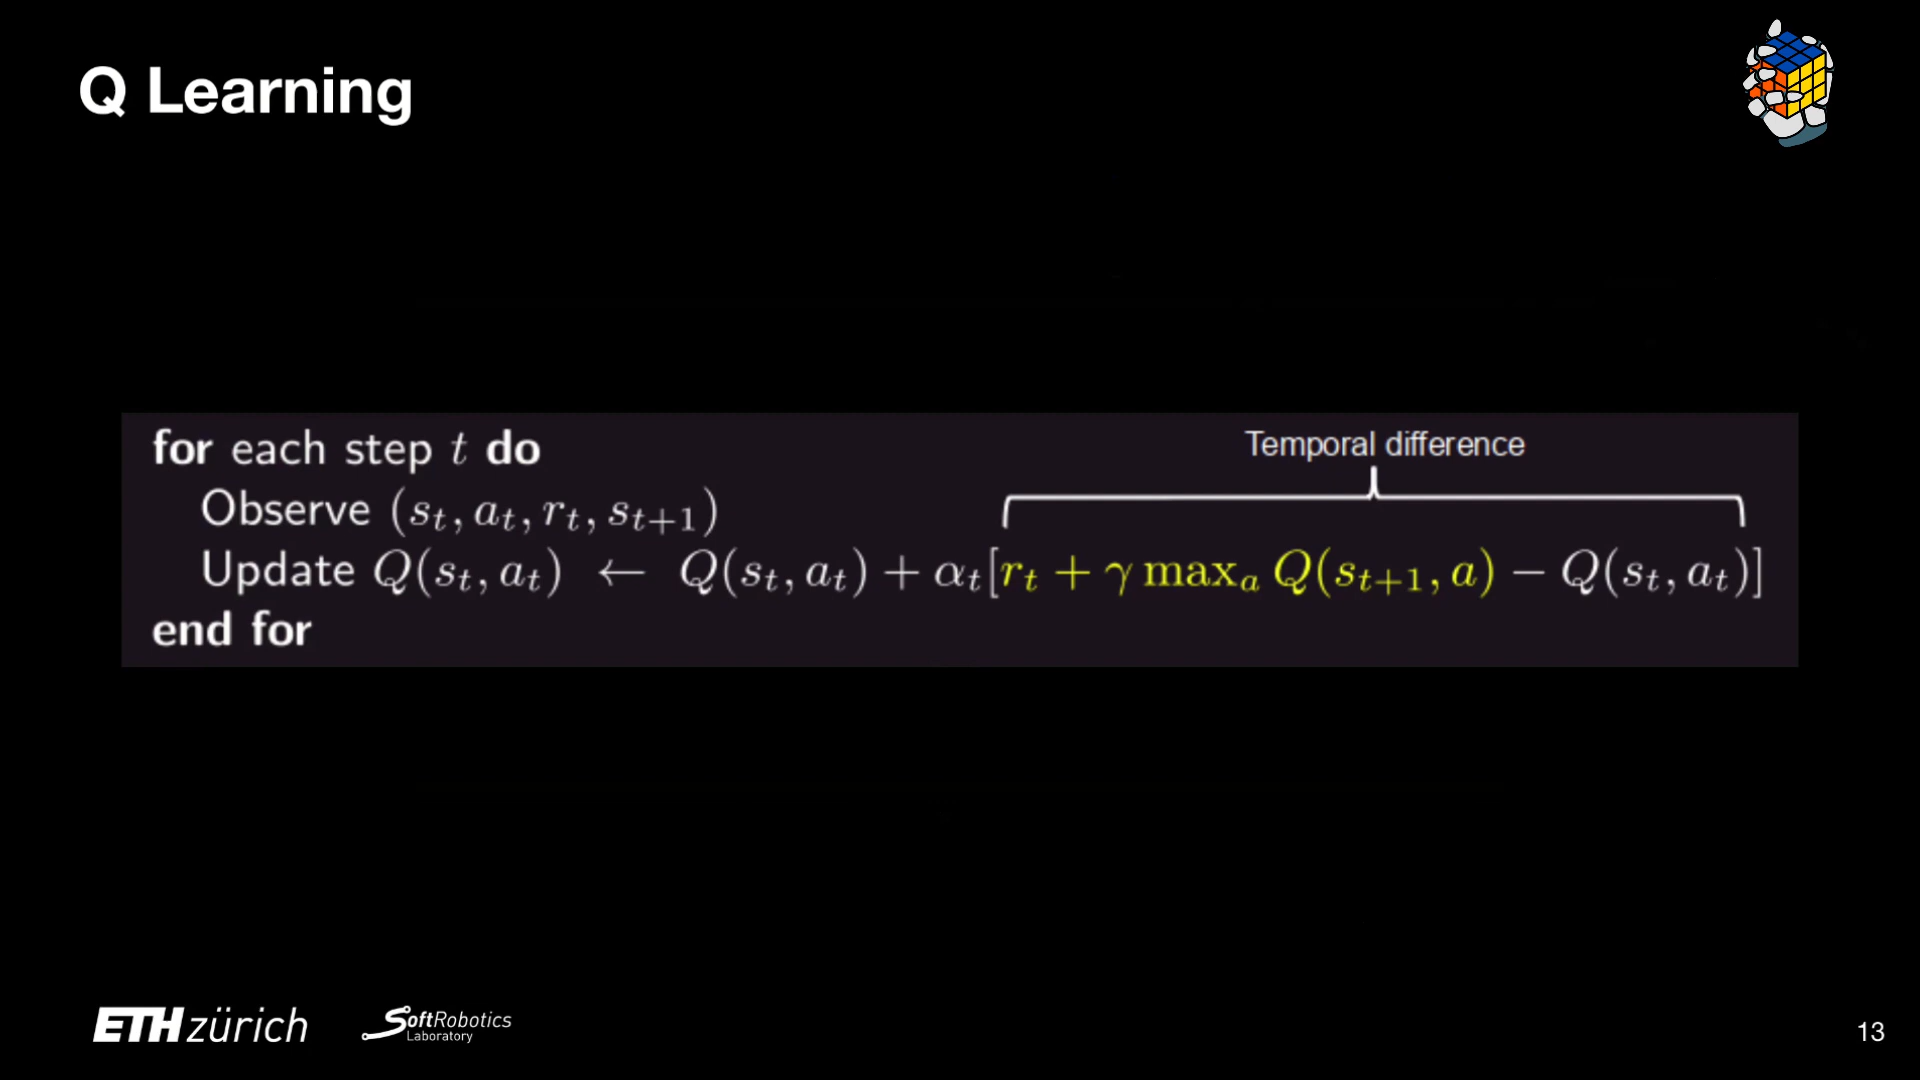 Q Learning
for each step t do
Temporal difference
Observe (s_t, a_t, r_t, s_{t+1})
Update Q(s_t, a_t) ← Q(s_t, a_t) + α_t[r_t + γ max_a Q(s_{t+1}, a) − Q(s_t, a_t)]
end for
ETH zürich
SoftRobotics
Laboratory
13